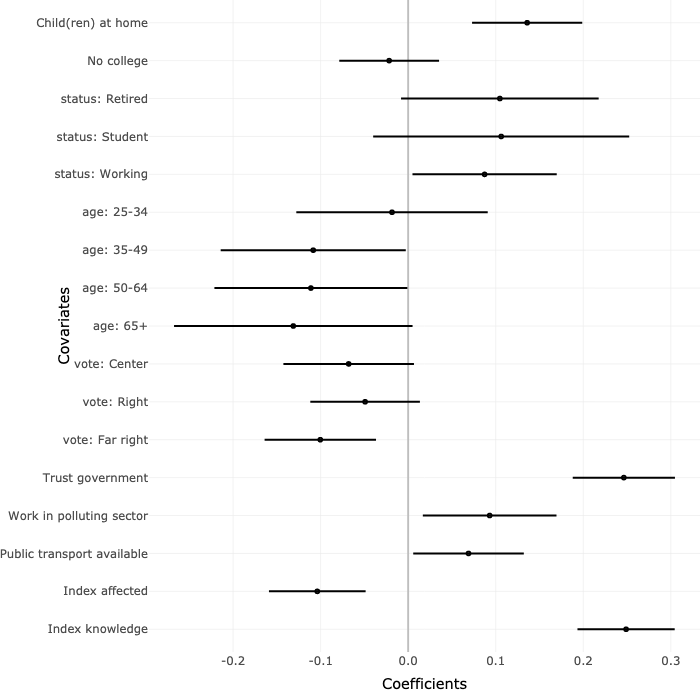 Child(ren) at home
No college
status: Retired
status: Student
status: Working
age: 25-34
age: 35-49
age: 50-64
age: 65+
vote: Center
vote: Right
vote: Far right
Trust government
Work in polluting sector
Public transport available
Index affected
Index knowledge
Covariates
-0.2 -0.1 0.0 0.1 0.2 0.3
Coefficients